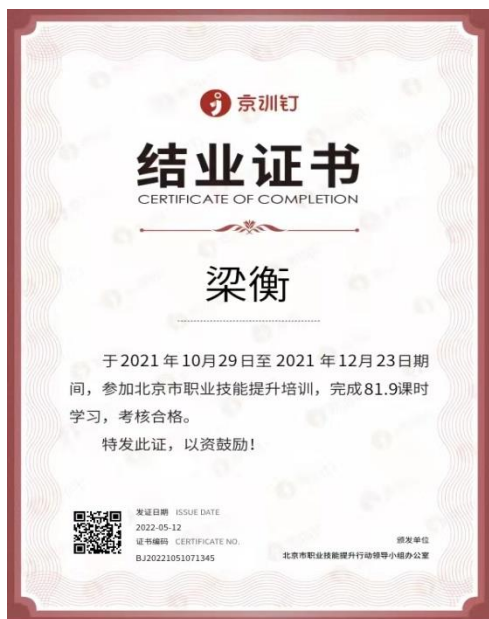 京训钉
结业证书
CERTIFICATE OF COMPLETION
梁衡
于2021年10月29日至2021年12月23日期
间，参加北京市职业技能提升培训，完成81.9课时
学习，考核合格。
特发此证，以资鼓励！
发证日期 ISSUE DATE
2022-05-12
证书编码 CERTIFICATE NO.
BJ20221051071345
颁发单位
北京市职业技能提升行动领导小组办公室